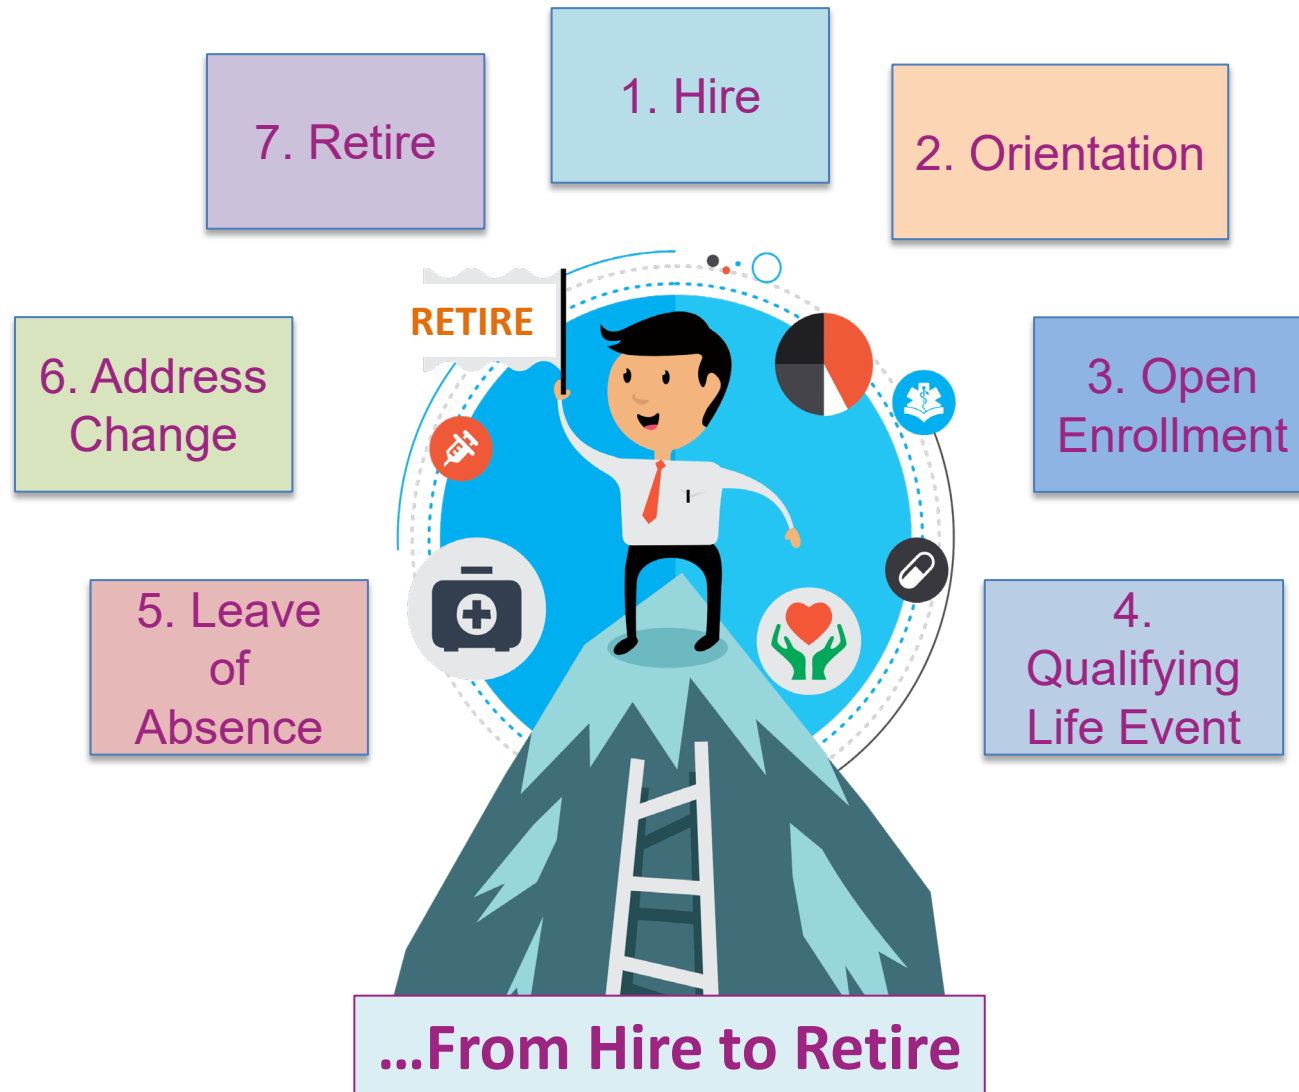 1. Hire
2. Orientation
3. Open
Enrollment
4.
Qualifying
Life Event
5. Leave
of
Absence
6. Address
Change
7. Retire
RETIRE
...From Hire to Retire